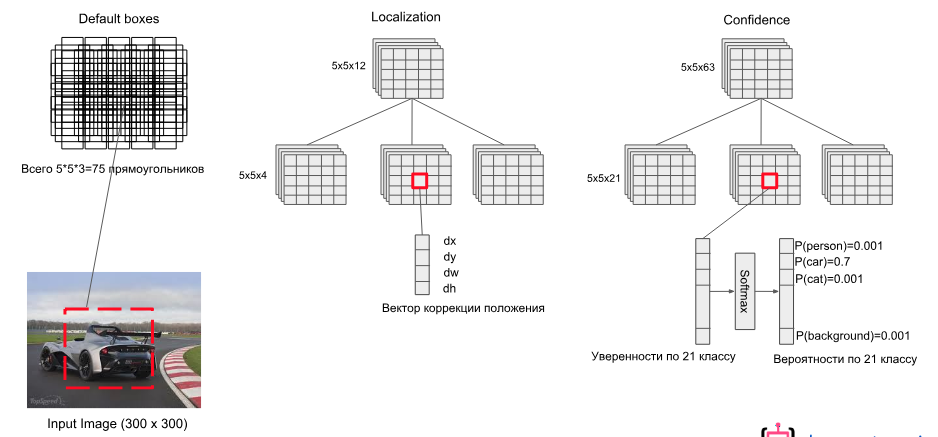 Default boxes
Localization
Confidence
5x5x12
5x5x63
Всего 5*5*3=75 прямоугольников
5x5x4
5x5x21
dx
dy
dw
dh
Вектор коррекции положения
Softmax
P(person)=0.001
P(car)=0.7
P(cat)=0.001
P(background)=0.001
Уверенности по 21 классу
Вероятности по 21 классу
TopSpeed
Input Image (300 x 300)